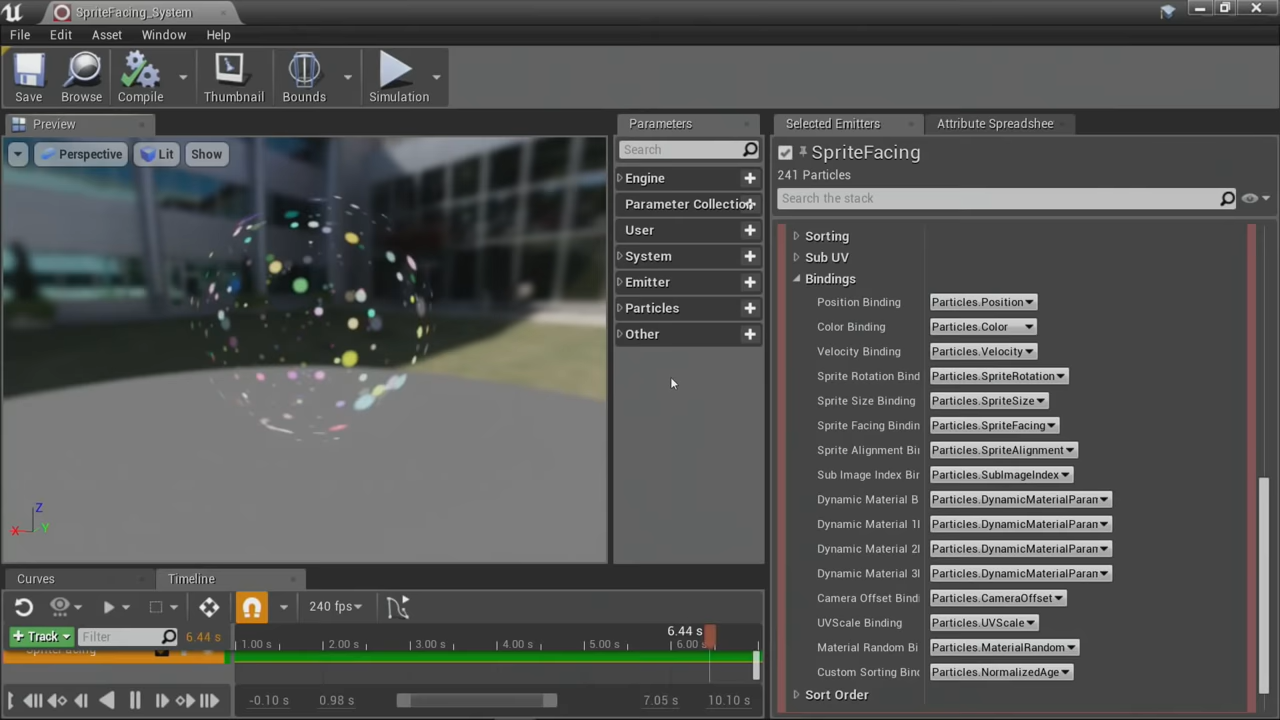 SpriteFacing_System
File Edit Asset Window Help
Save Browse Compile Thumbnail Bounds Simulation
Preview
Perspective Lit Show
Z
X Y
Parameters
Search
Engine
Parameter Collection
User
System
Emitter
Particles
Other
Selected Emitters Attribute Spreadshee
SpriteFacing
241 Particles
Search the stack
Sorting
Sub UV
Bindings
Position Binding Particles.Position
Color Binding Particles.Color
Velocity Binding Particles.Velocity
Sprite Rotation Bind Particles.SpriteRotation
Sprite Size Binding Particles.SpriteSize
Sprite Facing Bindin Particles.SpriteFacing
Sprite Alignment Bi Particles.SpriteAlignment
Sub Image Index Bir Particles.SubImageIndex
Dynamic Material B Particles.DynamicMaterialParan
Dynamic Material 1 Particles.DynamicMaterialParan
Dynamic Material 2 Particles.DynamicMaterialParan
Dynamic Material 3 Particles.DynamicMaterialParan
Camera Offset Bindi Particles.CameraOffset
UVScale Binding Particles.UVScale
Material Random Bi Particles.MaterialRandom
Custom Sorting Binc Particles.NormalizedAge
Sort Order
Curves Timeline
240 fps
Track Filter 6.44 s
6.44 s
1.00 s 2.00 s 3.00 s 4.00 s 5.00 s 6.00 s
SpriteFacing
-0.10 s 0.98 s 7.05 s 10.10 s